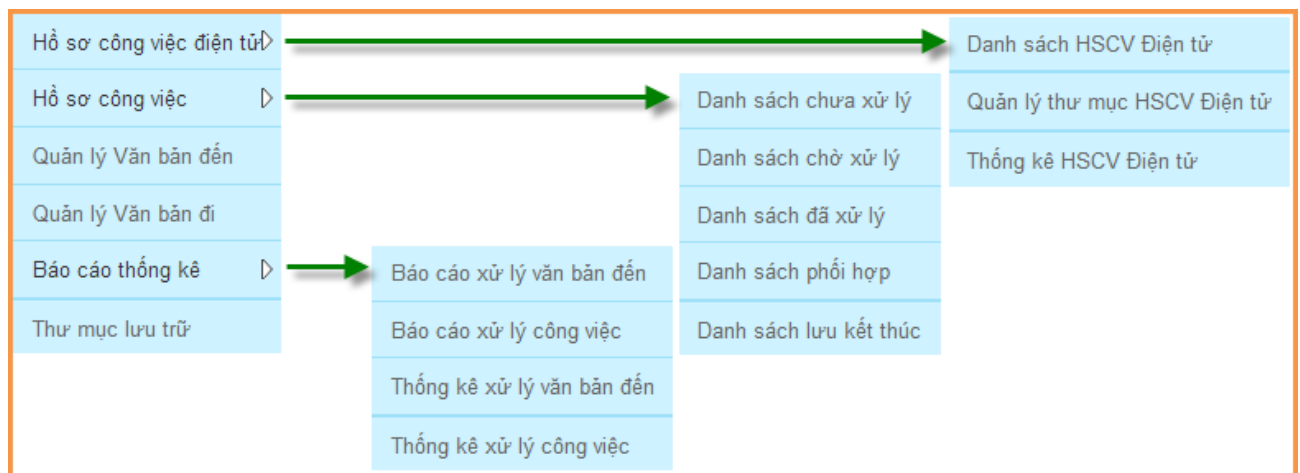 Hồ sơ công việc điện tử
Hồ sơ công việc
Quản lý Văn bản đến
Quản lý Văn bản đi
Báo cáo thống kê
Thư mục lưu trữ
Báo cáo xử lý văn bản đến
Báo cáo xử lý công việc
Thống kê xử lý văn bản đến
Thống kê xử lý công việc
Danh sách chưa xử lý
Danh sách chờ xử lý
Danh sách đã xử lý
Danh sách phối hợp
Danh sách lưu kết thúc
Danh sách HSCV Điện tử
Quản lý thư mục HSCV Điện tử
Thống kê HSCV Điện tử